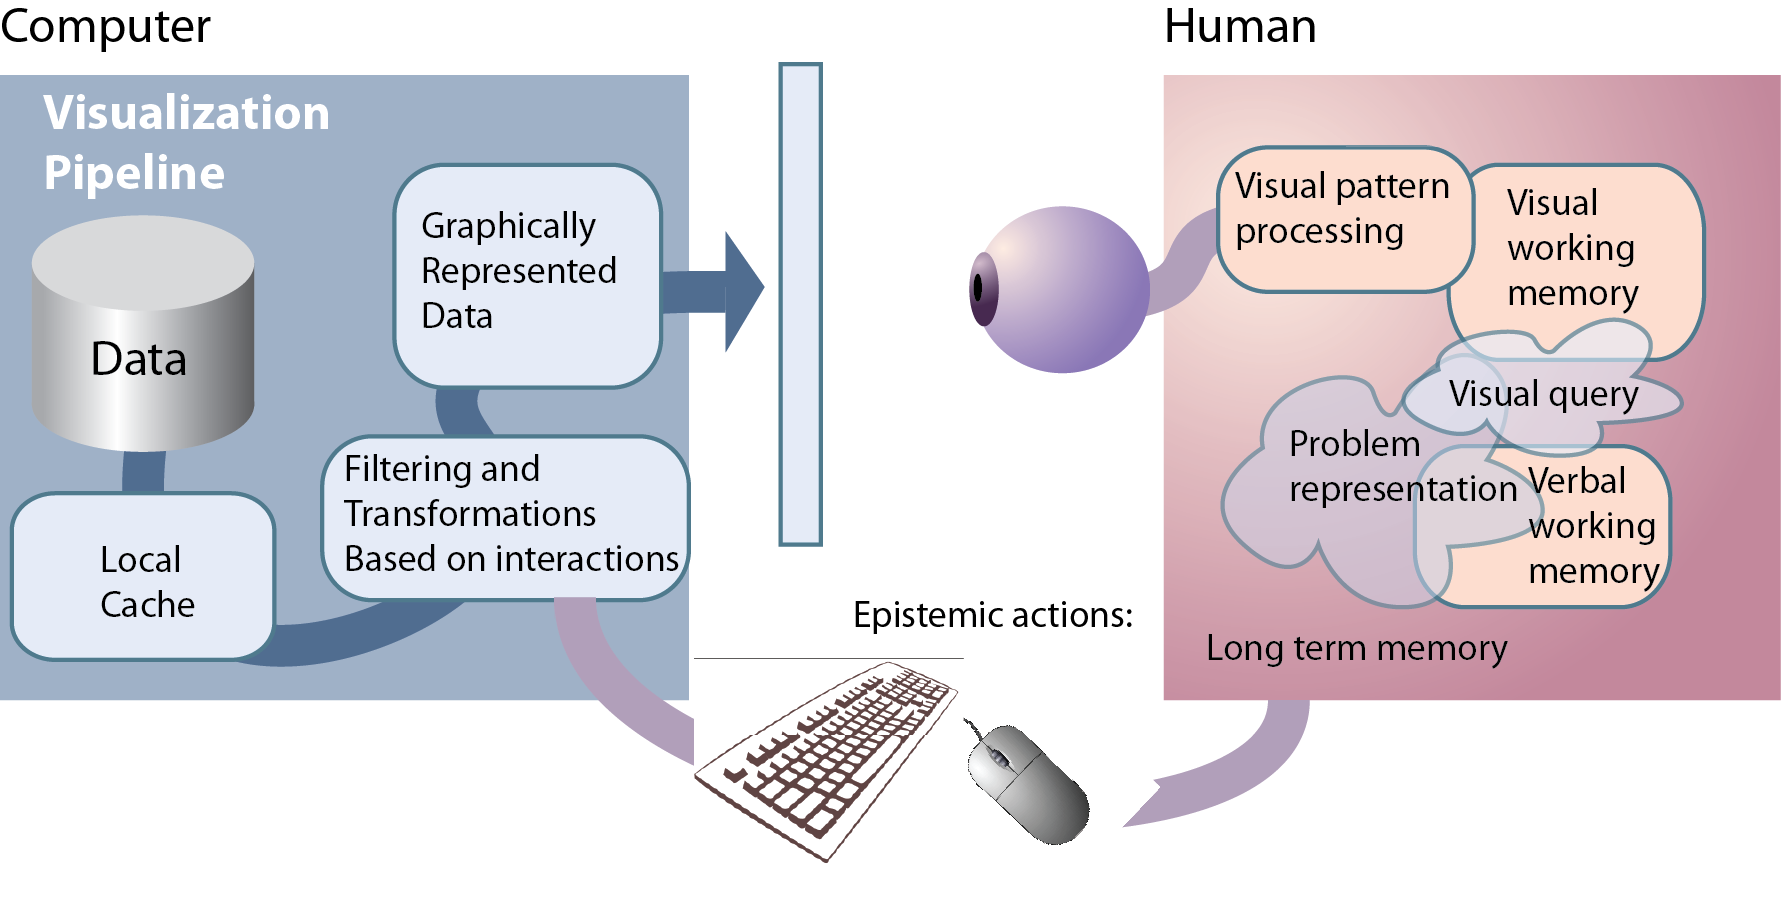 Computer
Visualization
Pipeline
Data
Local
Cache
Graphically
Represented
Data
Filtering and
Transformations
Based on interactions
Epistemic actions:
Human
Visual pattern
processing
Visual
working
memory
Visual query
Problem
representation
Verbal
working
memory
Long term memory